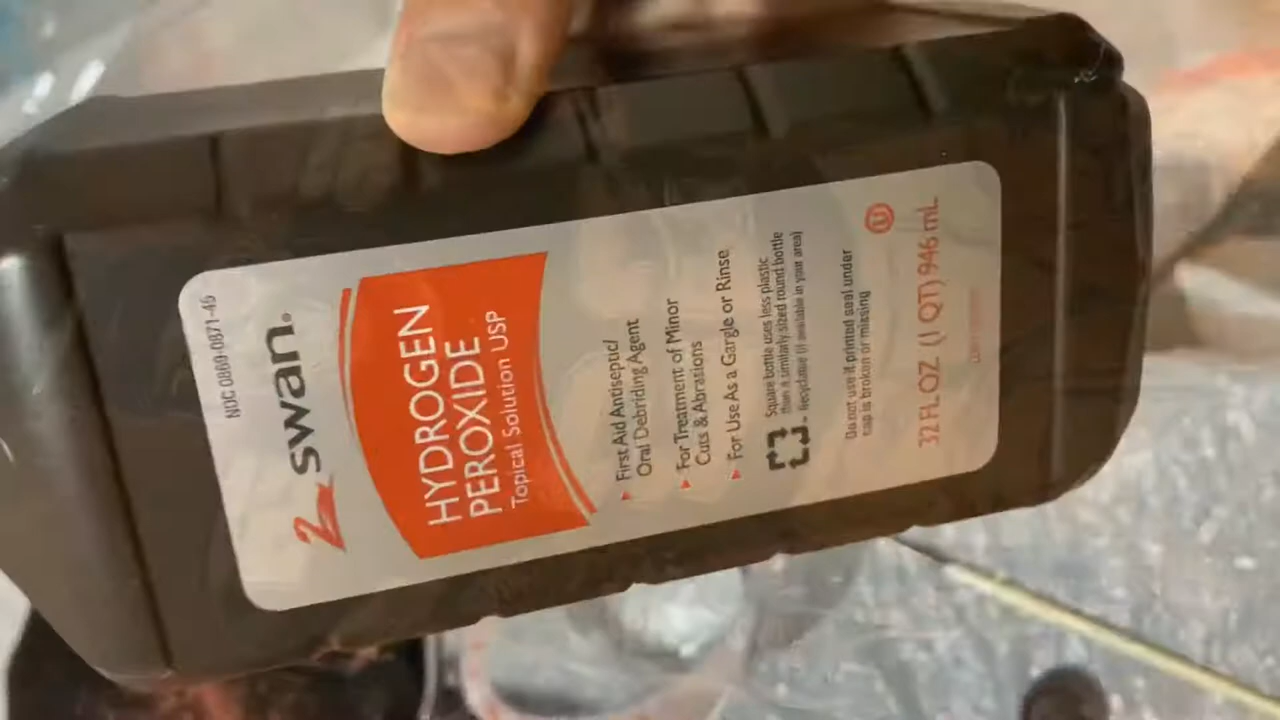 NDC 0869-0871-45
swan®
HYDROGEN
PEROXIDE
Topical Solution USP
First Aid Antiseptic/
Oral Debriding Agent
For Treatment of Minor
Cuts & Abrasions
For Use As a Gargle or Rinse
Square bottle uses less plastic
than a similarly sized round bottle
Recyclable (if available in your area)
Do not use if printed seal under
cap is broken or missing
U
32 FL OZ (1 QT) 946 mL